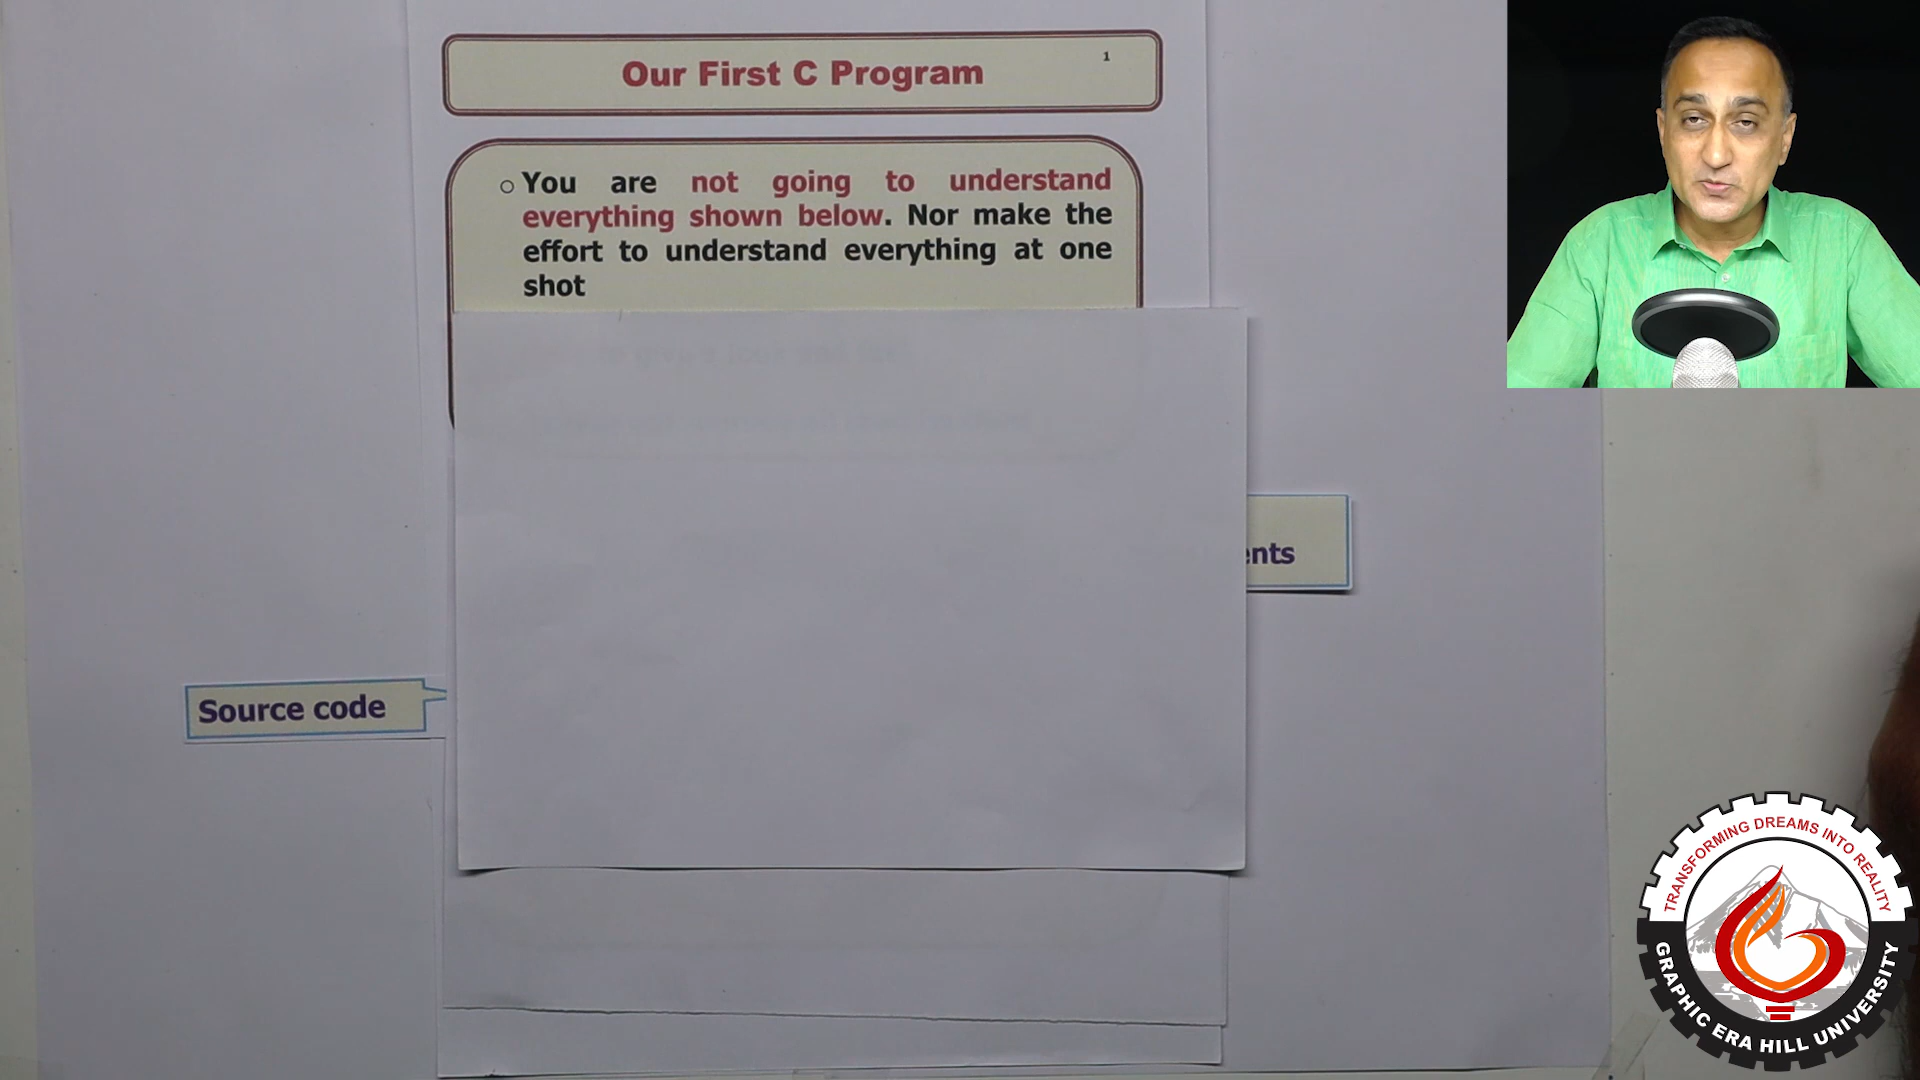 Our First C Program
1
○ You are not going to understand
everything shown below. Nor make the
effort to understand everything at one
shot
ents
Source code
TRANSFORMING DREAMS INTO REALITY
GRAPHIC ERA HILL UNIVERSITY